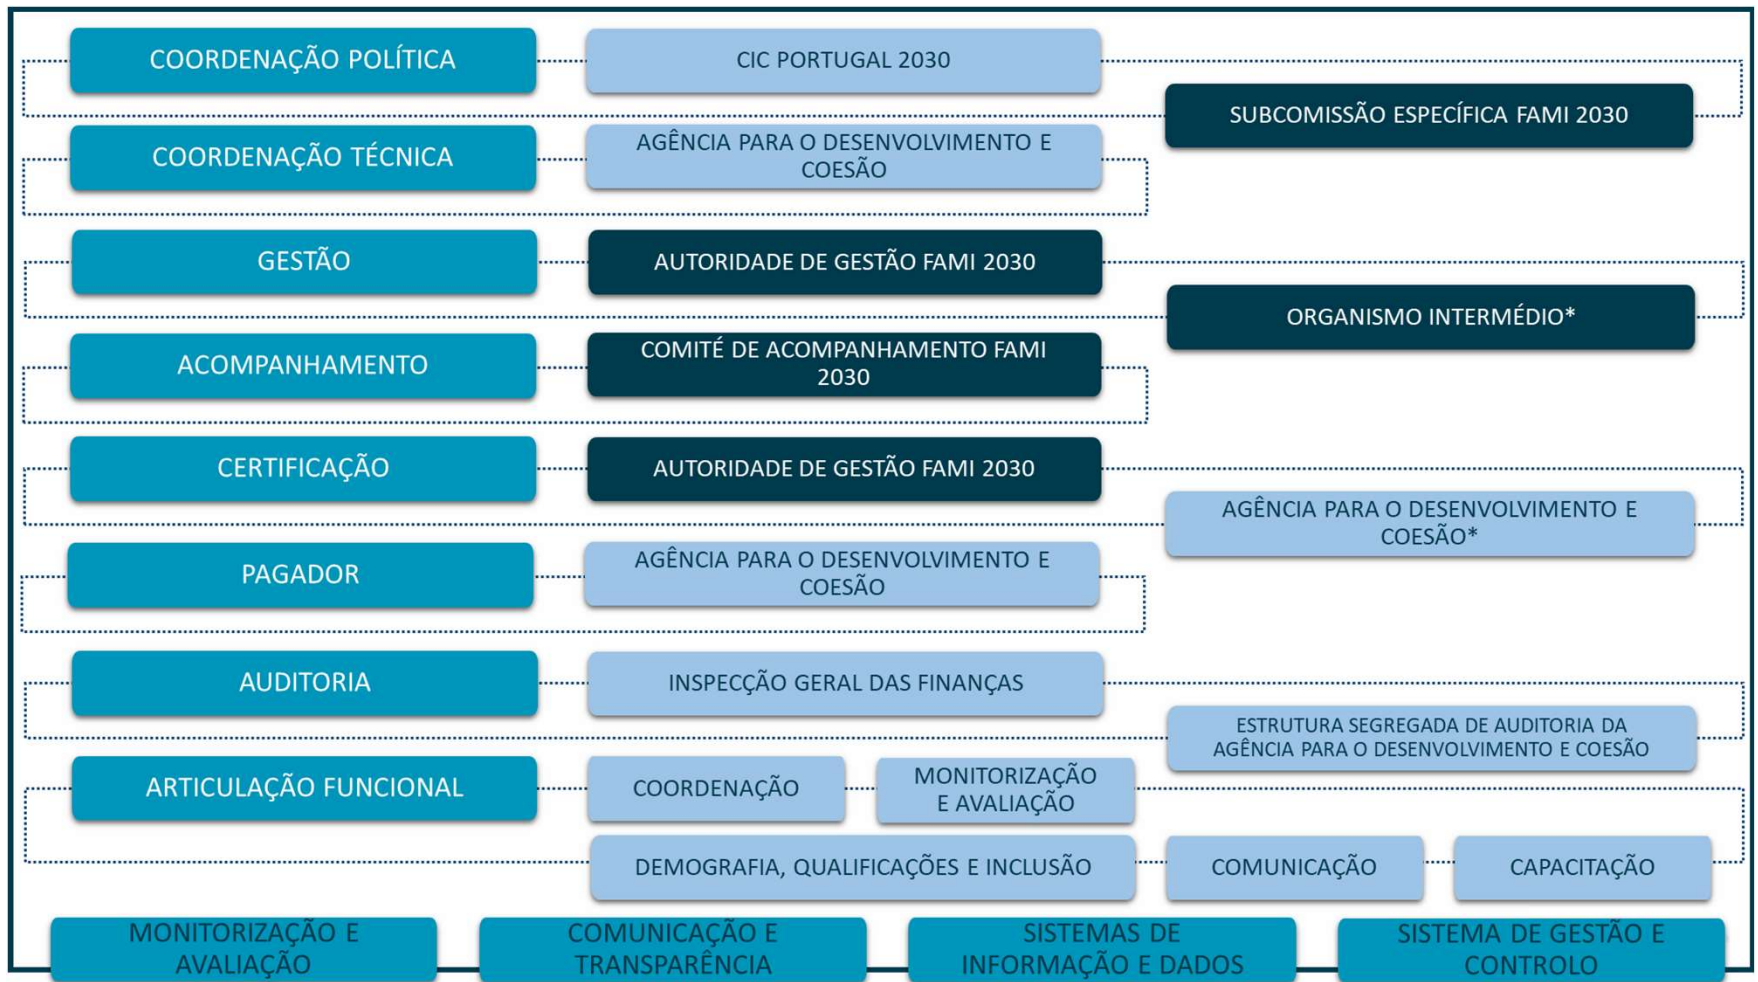 COORDENAÇÃO POLÍTICA
CIC PORTUGAL 2030
SUBCOMISSÃO ESPECÍFICA FAMI 2030
COORDENAÇÃO TÉCNICA
AGÊNCIA PARA O DESENVOLVIMENTO E
COESÃO
GESTÃO
AUTORIDADE DE GESTÃO FAMI 2030
ORGANISMO INTERMÉDIO*
ACOMPANHAMENTO
COMITÉ DE ACOMPANHAMENTO FAMI
2030
CERTIFICAÇÃO
AUTORIDADE DE GESTÃO FAMI 2030
AGÊNCIA PARA O DESENVOLVIMENTO E
COESÃO*
PAGADOR
AGÊNCIA PARA O DESENVOLVIMENTO E
COESÃO
AUDITORIA
INSPECÇÃO GERAL DAS FINANÇAS
ESTRUTURA SEGREGADA DE AUDITORIA DA
AGÊNCIA PARA O DESENVOLVIMENTO E COESÃO
ARTICULAÇÃO FUNCIONAL
COORDENAÇÃO
MONITORIZAÇÃO
E AVALIAÇÃO
DEMOGRAFIA, QUALIFICAÇÕES E INCLUSÃO
COMUNICAÇÃO
CAPACITAÇÃO
MONITORIZAÇÃO E
AVALIAÇÃO
COMUNICAÇÃO E
TRANSPARÊNCIA
SISTEMAS DE
INFORMAÇÃO E DADOS
SISTEMA DE GESTÃO E
CONTROLO